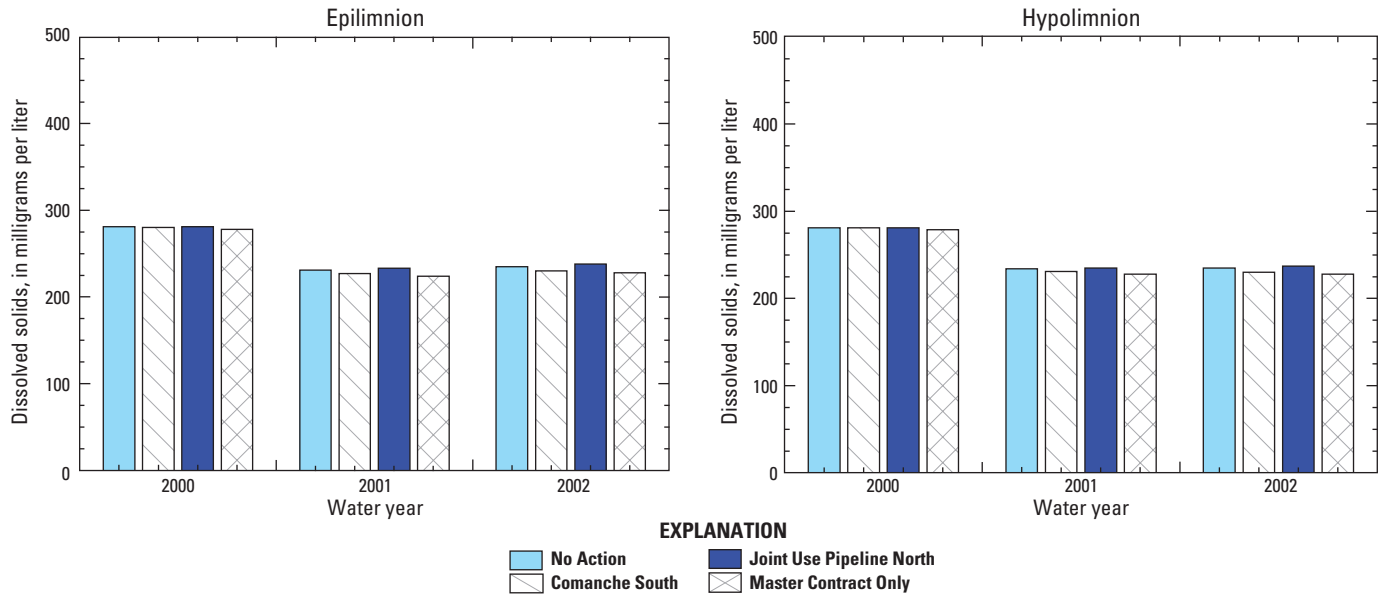 Epilimnion
500
400
300
200
100
0
Dissolved solids, in milligrams per liter
2000
2001
2002
Water year
Hypolimnion
500
400
300
200
100
0
Dissolved solids, in milligrams per liter
2000
2001
2002
Water year
EXPLANATION
No Action
Joint Use Pipeline North
Comanche South
Master Contract Only